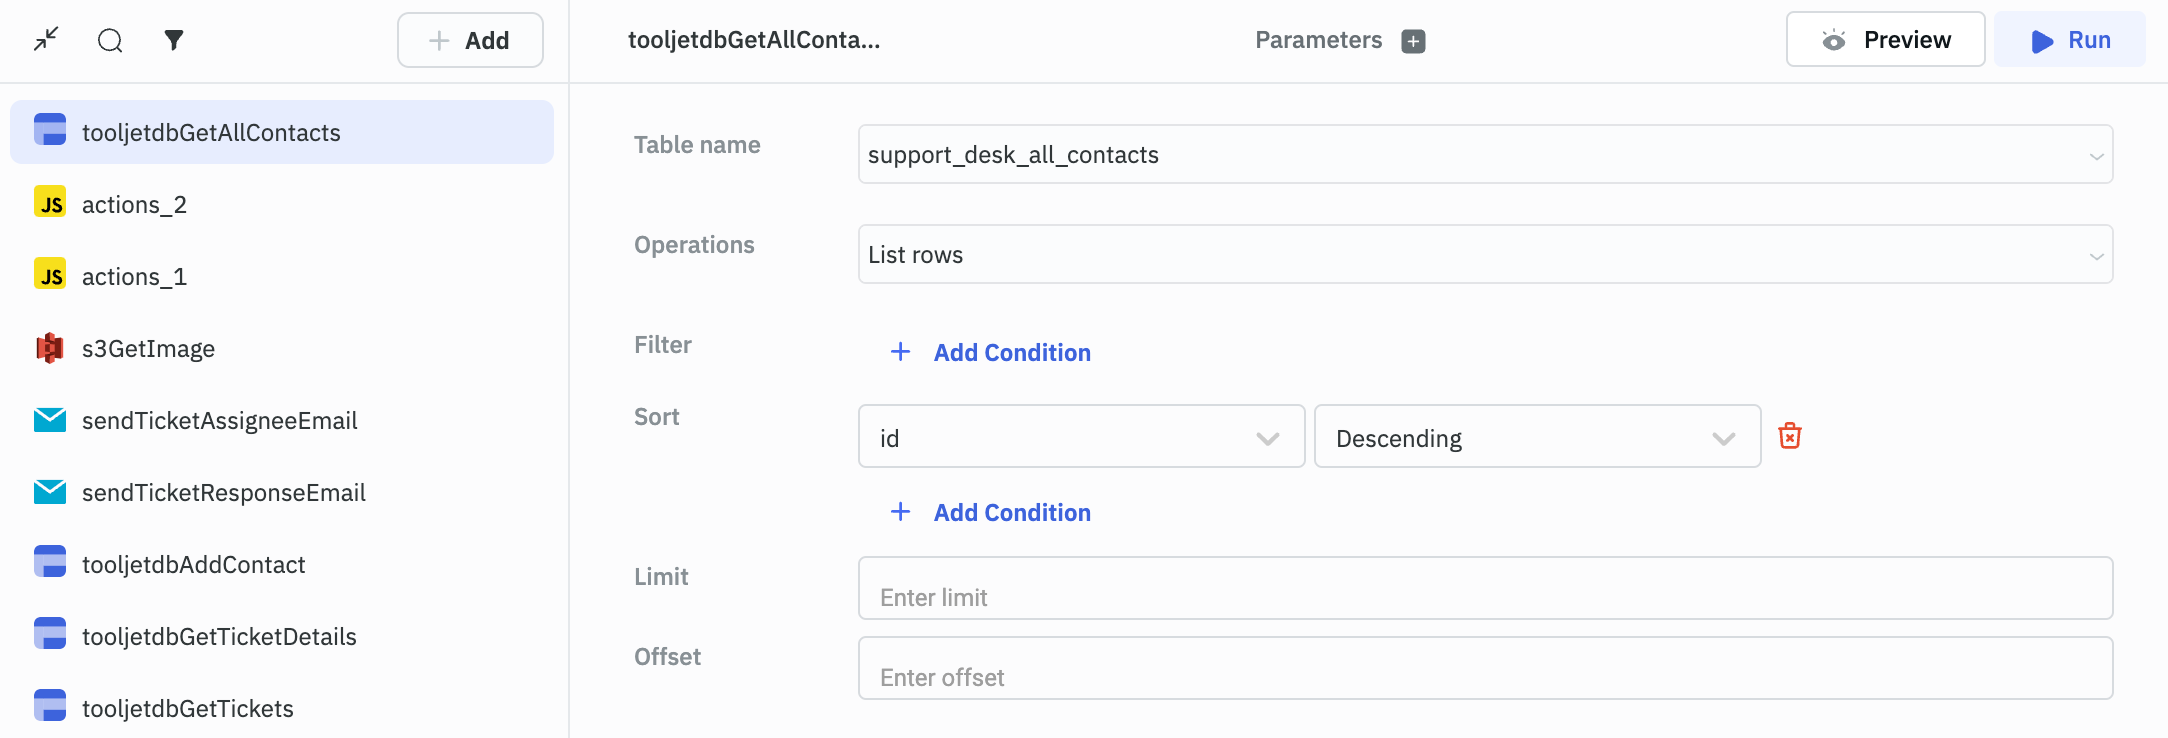 Add
tooljetdbGetAllContacts
JS actions_2
JS actions_1
s3GetImage
sendTicketAssigneeEmail
sendTicketResponseEmail
tooljetdbAddContact
tooljetdbGetTicketDetails
tooljetdbGetTickets
tooljetdbGetAllConta...
Parameters
Preview
Run
Table name
support_desk_all_contacts
Operations
List rows
Filter
Add Condition
Sort
id
Descending
Add Condition
Limit
Enter limit
Offset
Enter offset